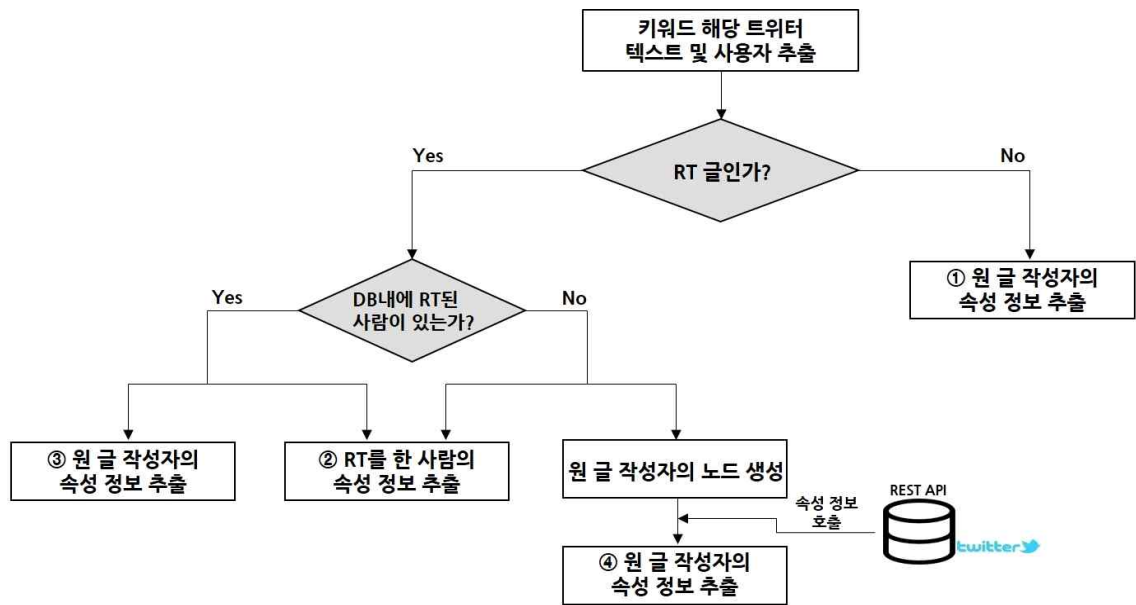 키워드 해당 트위터
텍스트 및 사용자 추출
RT 글인가?
Yes
No
① 원 글 작성자의
속성 정보 추출
DB내에 RT된
사람이 있는가?
Yes
No
③ 원 글 작성자의
속성 정보 추출
② RT를 한 사람의
속성 정보 추출
원 글 작성자의 노드 생성
속성 정보
호출
REST API
twitter
④ 원 글 작성자의
속성 정보 추출